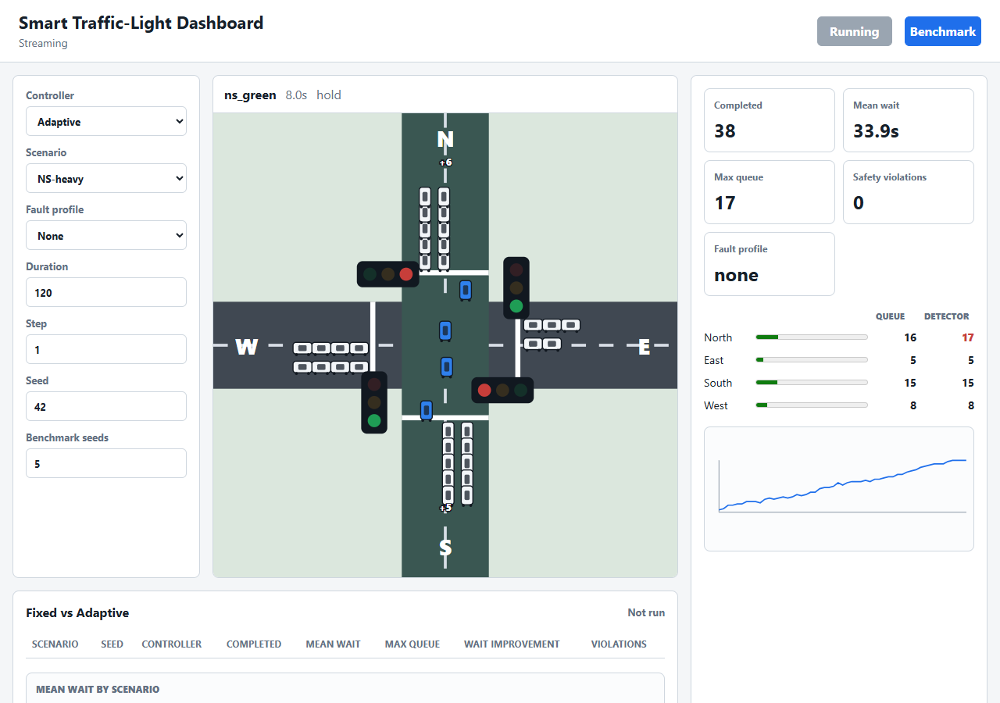 Smart Traffic-Light Dashboard
Streaming
Running
Benchmark
Controller
Adaptive
Scenario
NS-heavy
Fault profile
None
Duration
120
Step
1
Seed
42
Benchmark seeds
5
ns_green 8.0s hold
N
+6
W
E
+5
S
Completed
38
Mean wait
33.9s
Max queue
17
Safety violations
0
Fault profile
none
QUEUE DETECTOR
North 16 17
East 5 5
South 15 15
West 8 8
Fixed vs Adaptive
Not run
SCENARIO SEED CONTROLLER COMPLETED MEAN WAIT MAX QUEUE WAIT IMPROVEMENT VIOLATIONS
MEAN WAIT BY SCENARIO